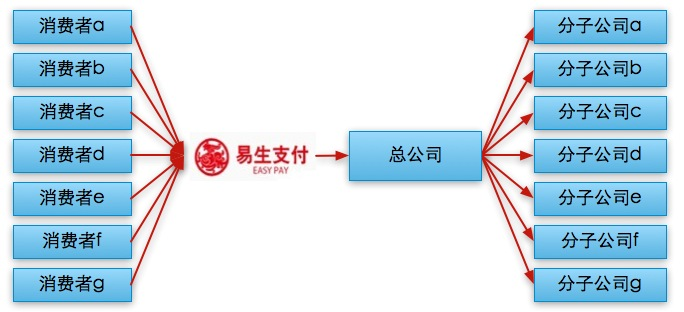 消费者a
消费者b
消费者c
消费者d
消费者e
消费者f
消费者g
易生支付
EASY PAY
总公司
分子公司a
分子公司b
分子公司c
分子公司d
分子公司e
分子公司f
分子公司g